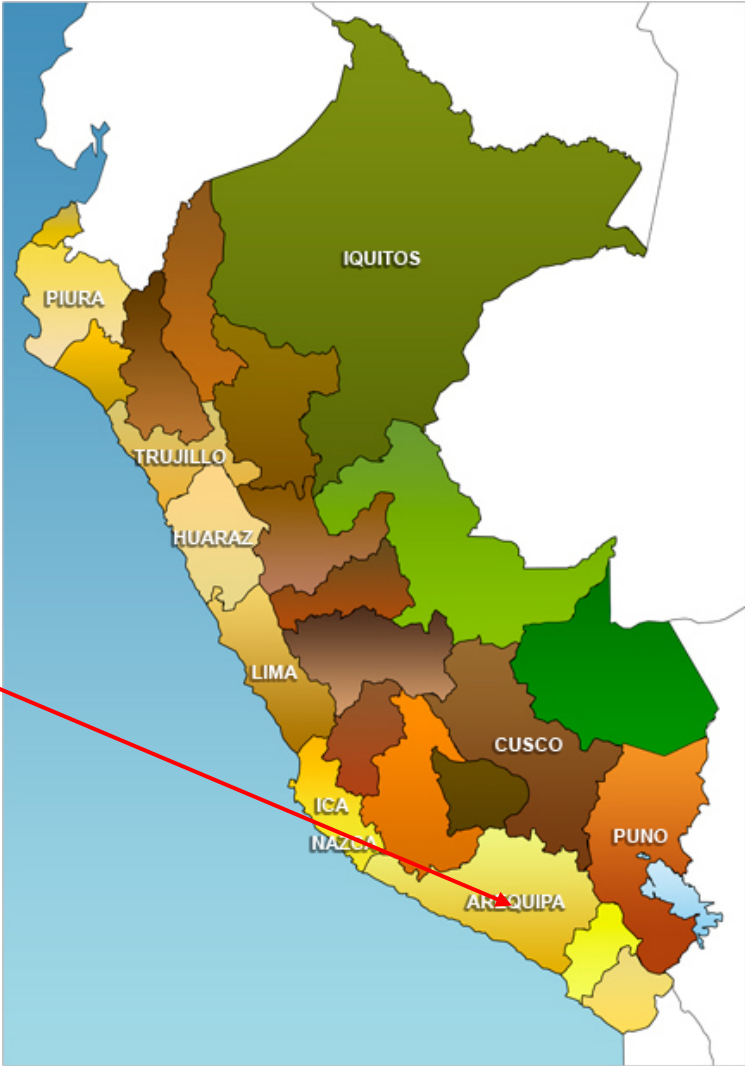 IQUITOS
PIURA
TRUJILLO
HUARAZ
LIMA
CUSCO
ICA
PUNO
NAZCA
AREQUIPA